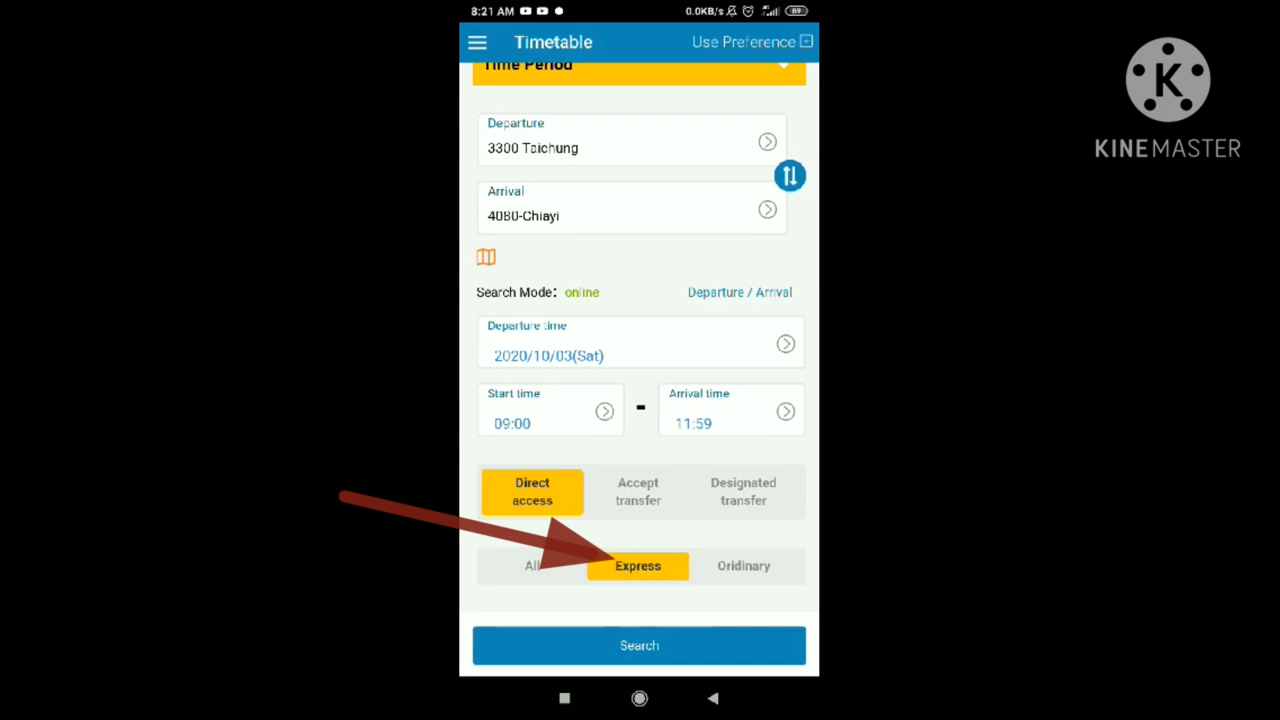 8:21 AM
0.0KB/s
89
Timetable
Use Preference
Time Period
Departure
3300 Taichung
Arrival
4080-Chiayi
Search Mode： online
Departure / Arrival
Departure time
2020/10/03(Sat)
Start time
09:00
-
Arrival time
11:59
Direct
access
Accept
transfer
Designated
transfer
All
Express
Oridinary
Search
K
KINEMASTER